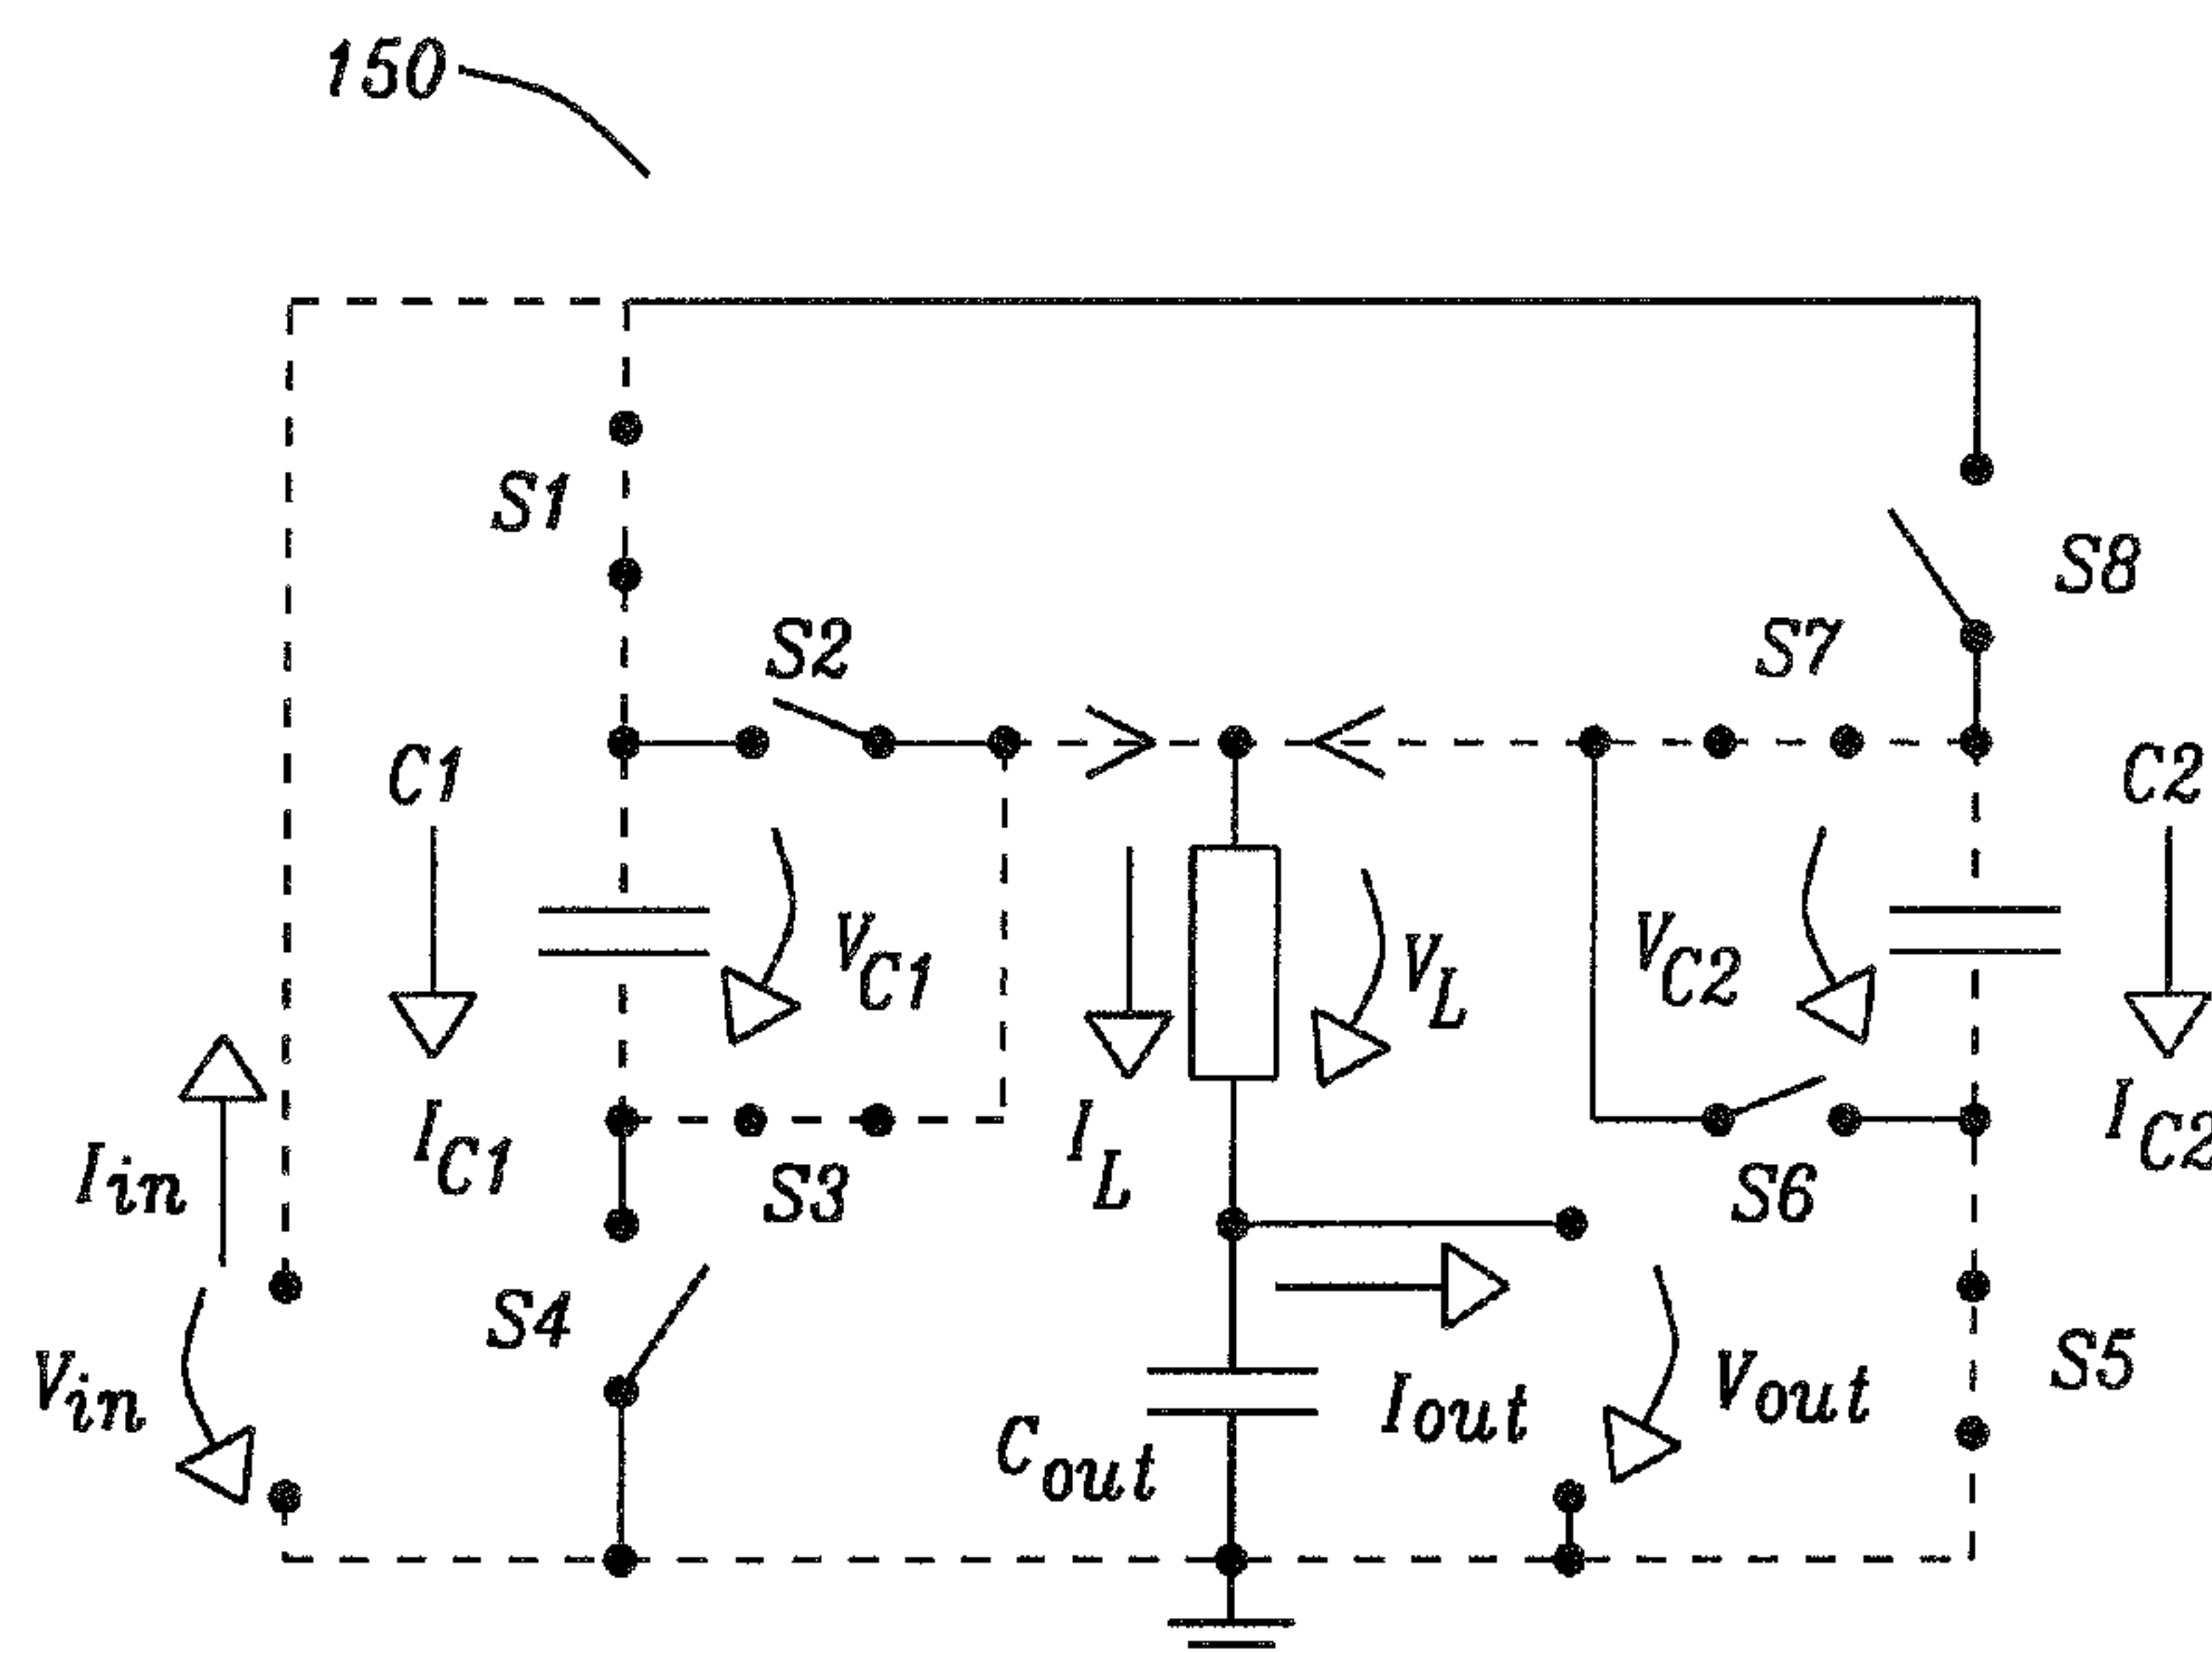 150
S1
S8
S2
S7
C1
C2
VC1
VL
VC2
Iin
IC1
IL
S3
S6
IC2
S4
Vin
Cout
Iout
Vout
S5